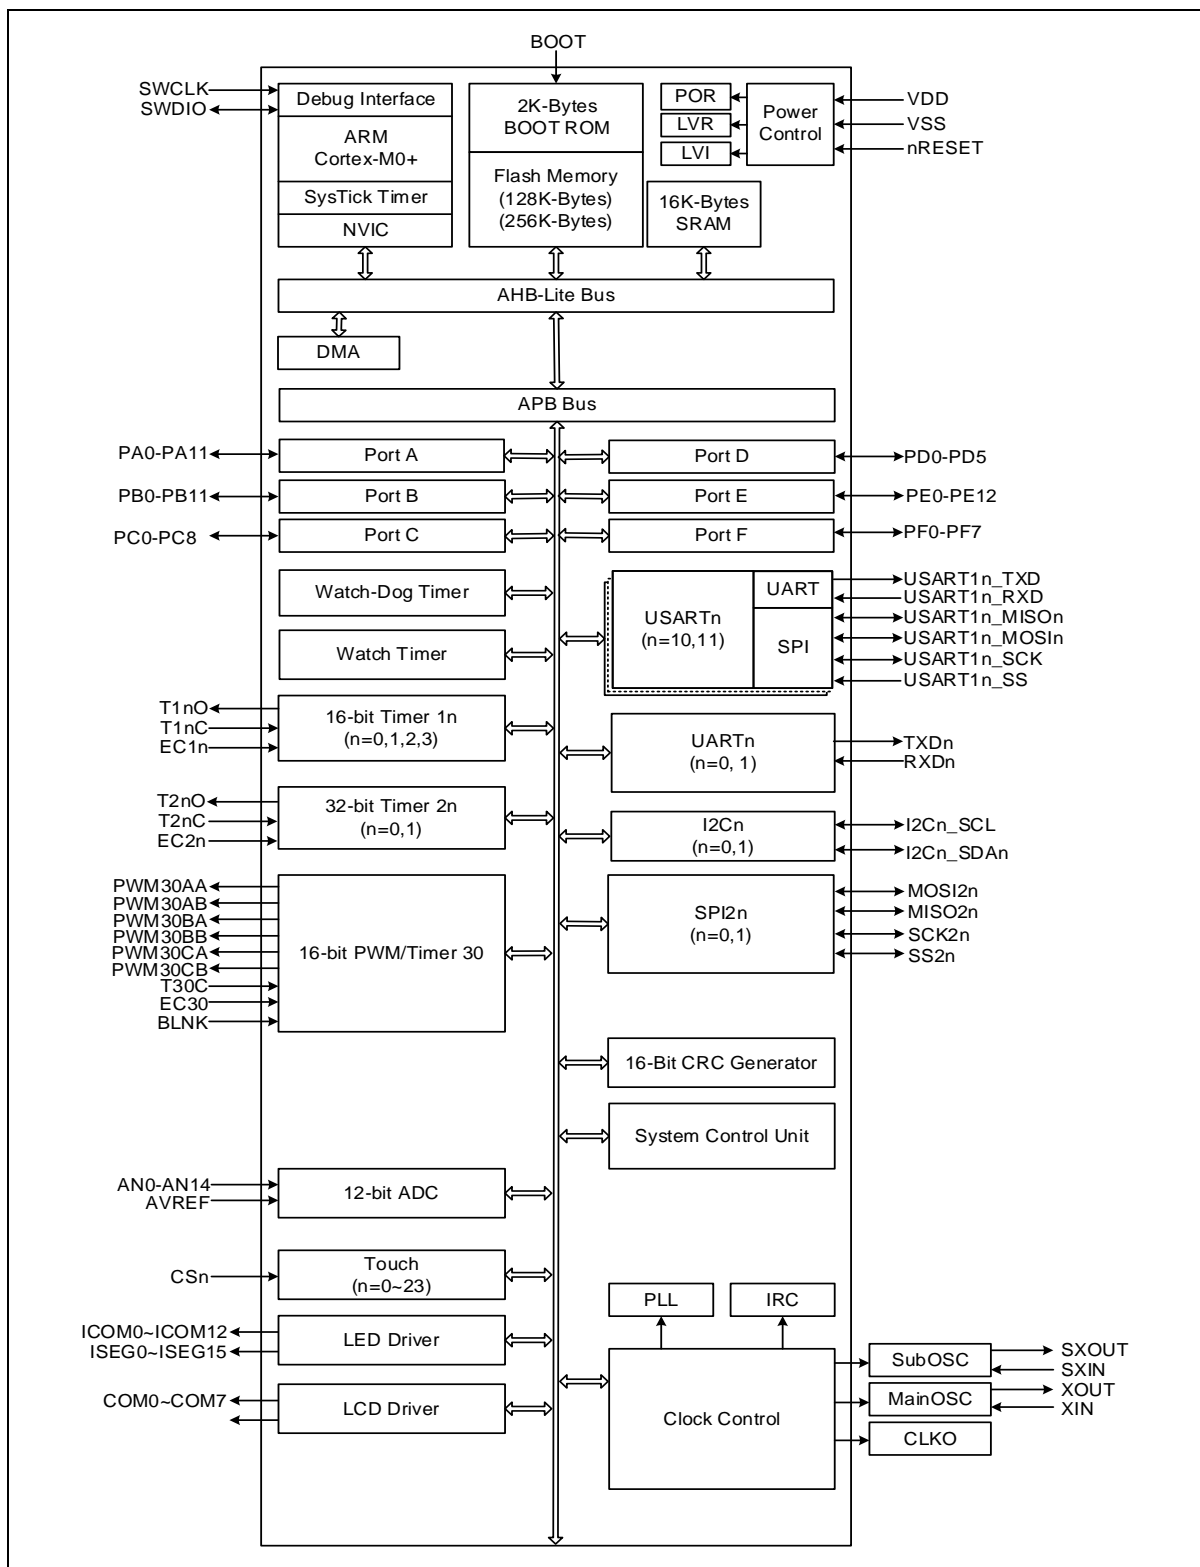 BOOT
SWCLK
SWDIO
Debug Interface
ARM
Cortex-M0+
SysTick Timer
NVIC
2K-Bytes
BOOT ROM
Flash Memory
(128K-Bytes)
(256K-Bytes)
POR
LVR
LVI
Power
Control
VDD
VSS
nRESET
16K-Bytes
SRAM
AHB-Lite Bus
DMA
APB Bus
PA0-PA11
Port A
Port D
PD0-PD5
PB0-PB11
Port B
Port E
PE0-PE12
PC0-PC8
Port C
Port F
PF0-PF7
Watch-Dog Timer
Watch Timer
USARTn
(n=10,11)
UART
SPI
USART1n_TXD
USART1n_RXD
USART1n_MISOn
USART1n_MOSIn
USART1n_SCK
USART1n_SS
T1nO
T1nC
EC1n
16-bit Timer 1n
(n=0,1,2,3)
UARTn
(n=0, 1)
TXDn
RXDn
T2nO
T2nC
EC2n
32-bit Timer 2n
(n=0,1)
I2Cn
(n=0,1)
I2Cn_SCL
I2Cn_SDAn
PWM30AA
PWM30AB
PWM30BA
PWM30BB
PWM30CA
PWM30CB
T30C
EC30
BLNK
16-bit PWM/Timer 30
SPI2n
(n=0,1)
MOSI2n
MISO2n
SCK2n
SS2n
16-Bit CRC Generator
System Control Unit
AN0-AN14
AVREF
12-bit ADC
CSn
Touch
(n=0~23)
ICOM0~ICOM12
ISEG0~ISEG15
LED Driver
COM0~COM7
LCD Driver
PLL
IRC
Clock Control
SubOSC
MainOSC
CLKO
SXOUT
SXIN
XOUT
XIN